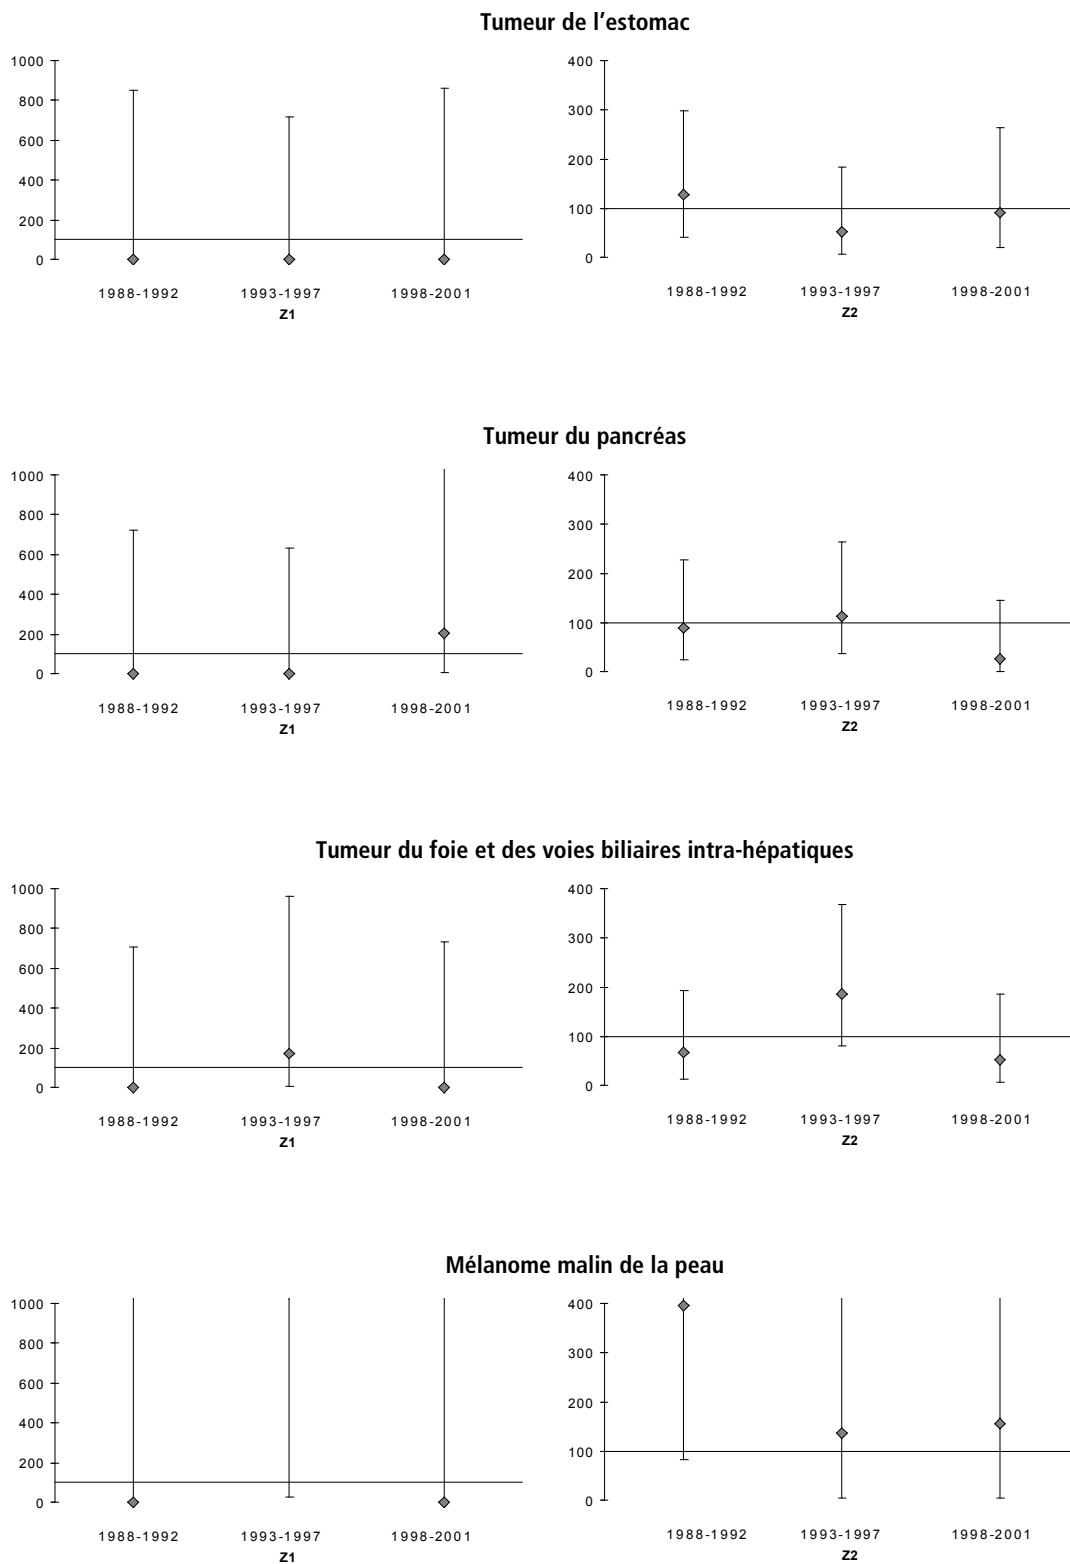 Tumeur de l'estomac
1000
800
600
400
200
0
1988-1992 1993-1997 1998-2001
Z1
400
300
200
100
0
1988-1992 1993-1997 1998-2001
Z2
Tumeur du pancréas
1000
800
600
400
200
0
1988-1992 1993-1997 1998-2001
Z1
400
300
200
100
0
1988-1992 1993-1997 1998-2001
Z2
Tumeur du foie et des voies biliaires intra-hépatiques
1000
800
600
400
200
0
1988-1992 1993-1997 1998-2001
Z1
400
300
200
100
0
1988-1992 1993-1997 1998-2001
Z2
Mélanome malin de la peau
1000
800
600
400
200
0
1988-1992 1993-1997 1998-2001
Z1
400
300
200
100
0
1988-1992 1993-1997 1998-2001
Z2